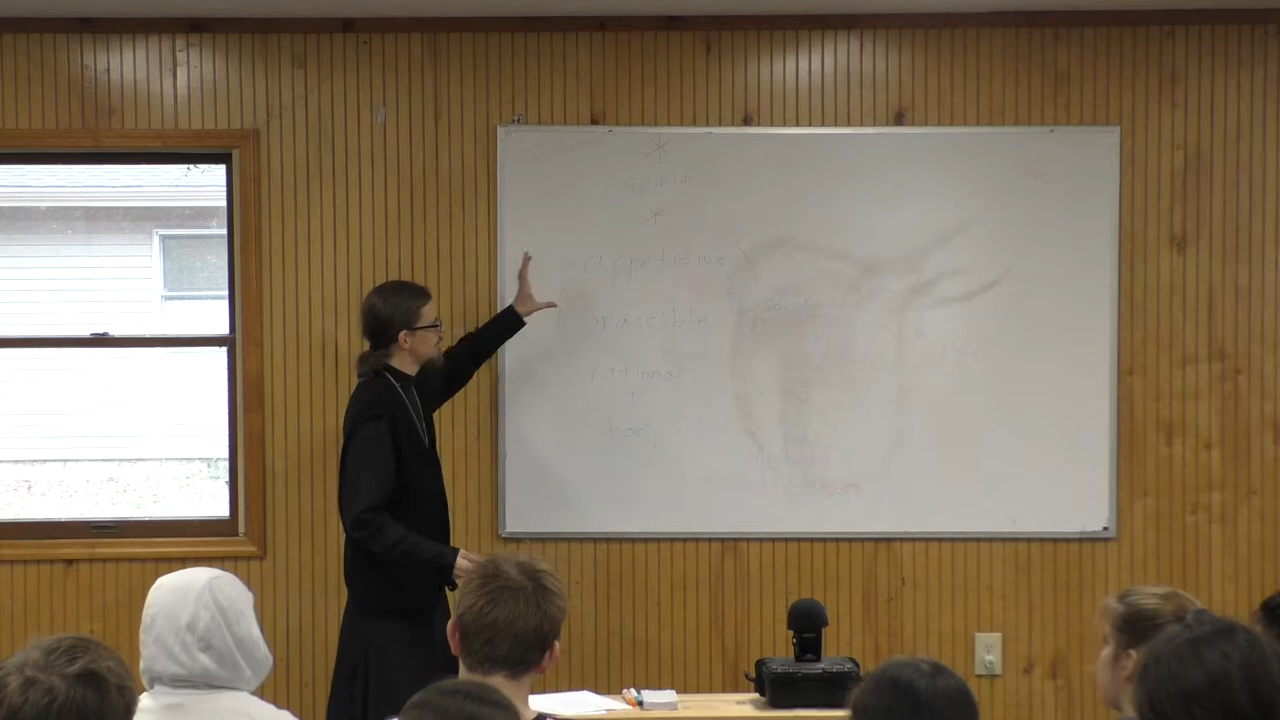 *
spirit
*
appetitive
irascible
rational
body